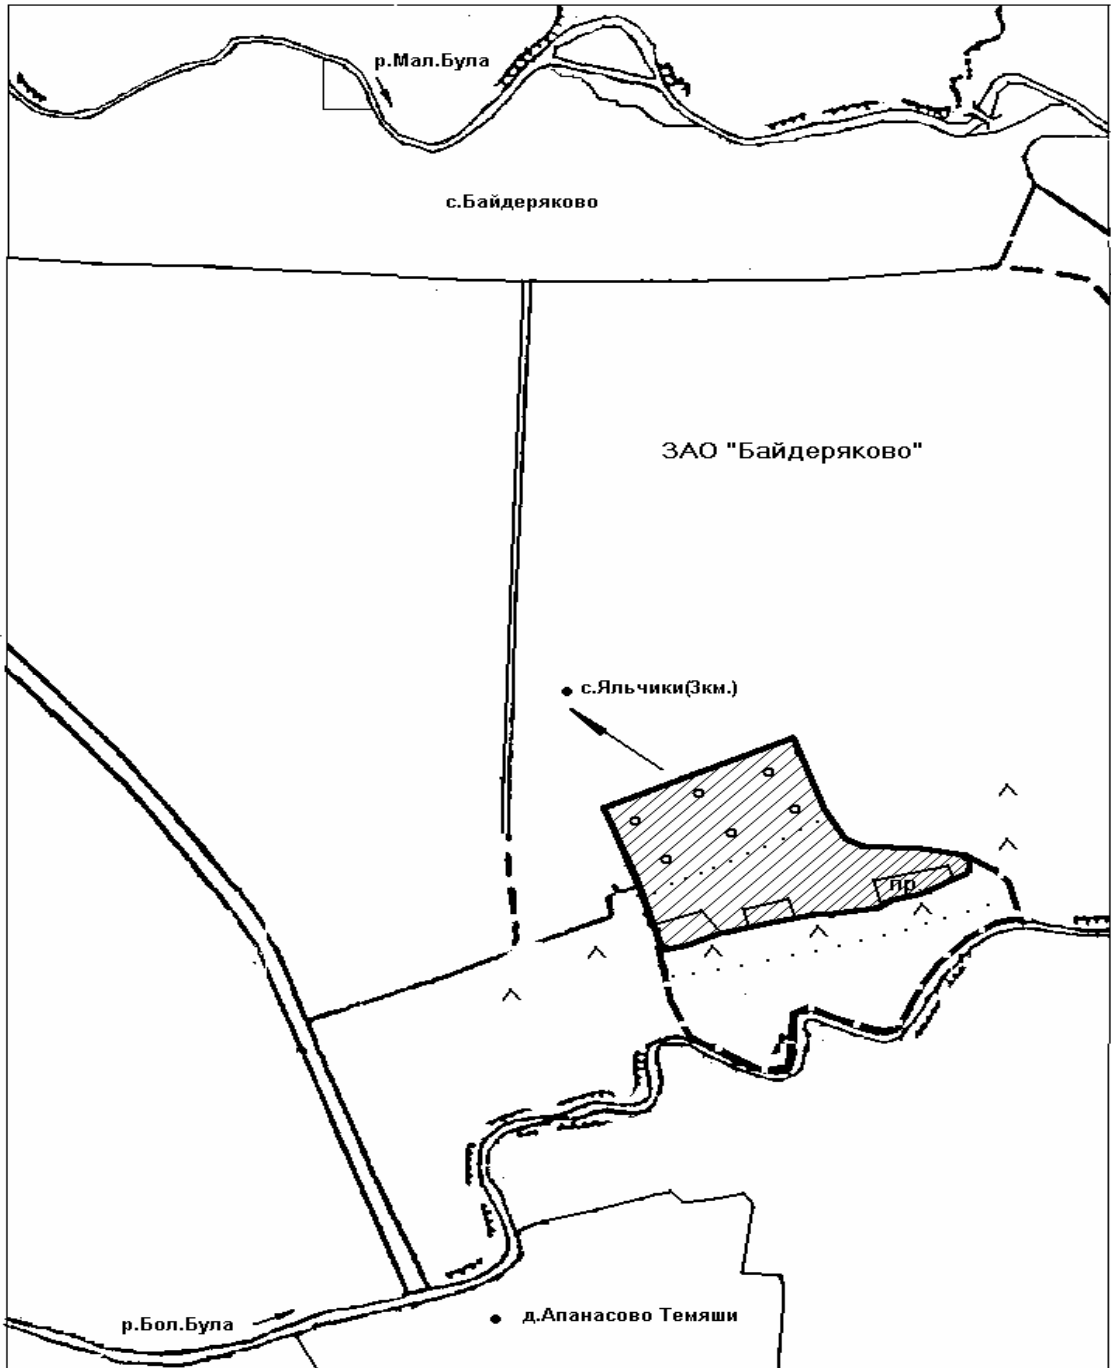 р.Мал.Була
с.Байдеряково
ЗАО "Байдеряково"
с.Яльчики(3км.)
пр.
р.Бол.Була
д.Апанасово Темяши